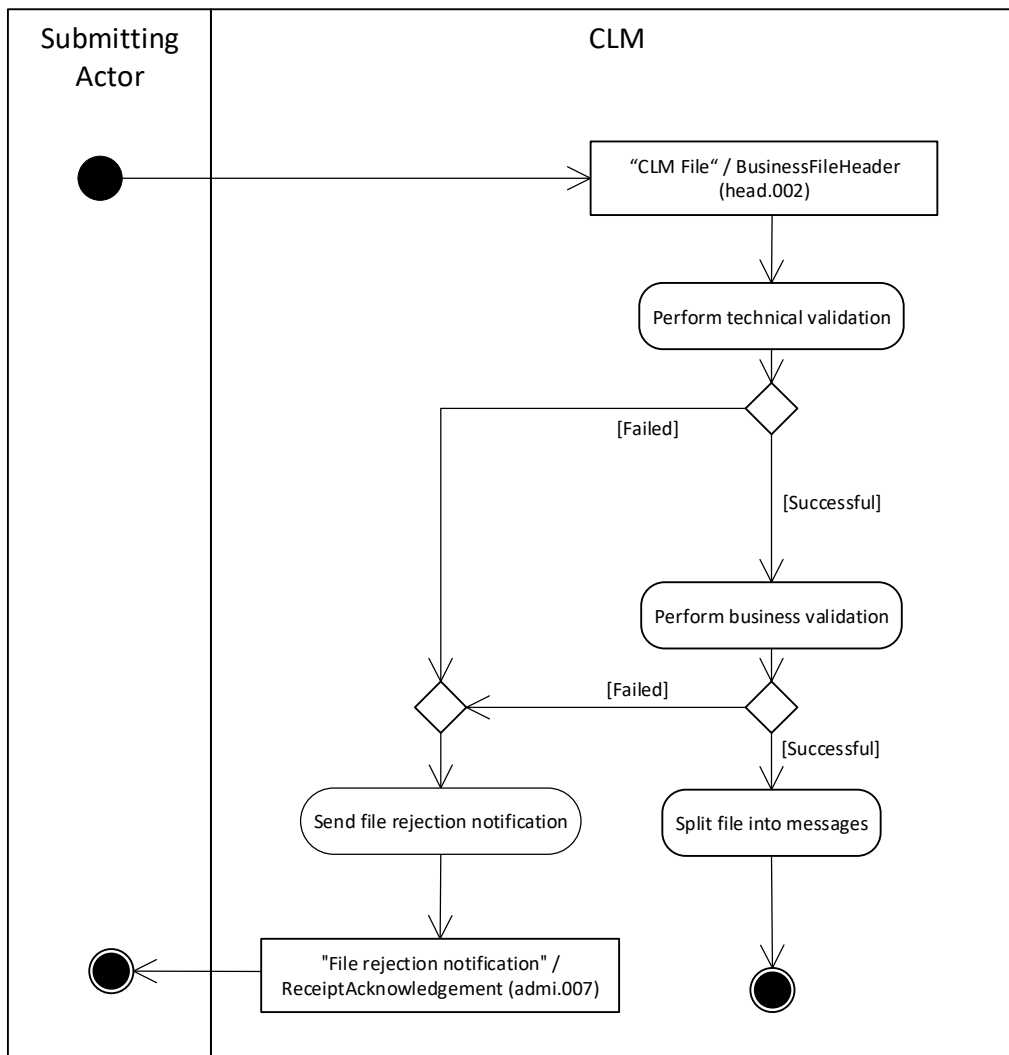 Submitting
Actor
CLM
“CLM File“ / BusinessFileHeader
(head.002)
Perform technical validation
[Failed]
[Successful]
Perform business validation
[Failed]
[Successful]
Send file rejection notification
Split file into messages
"File rejection notification" /
ReceiptAcknowledgement (admi.007)